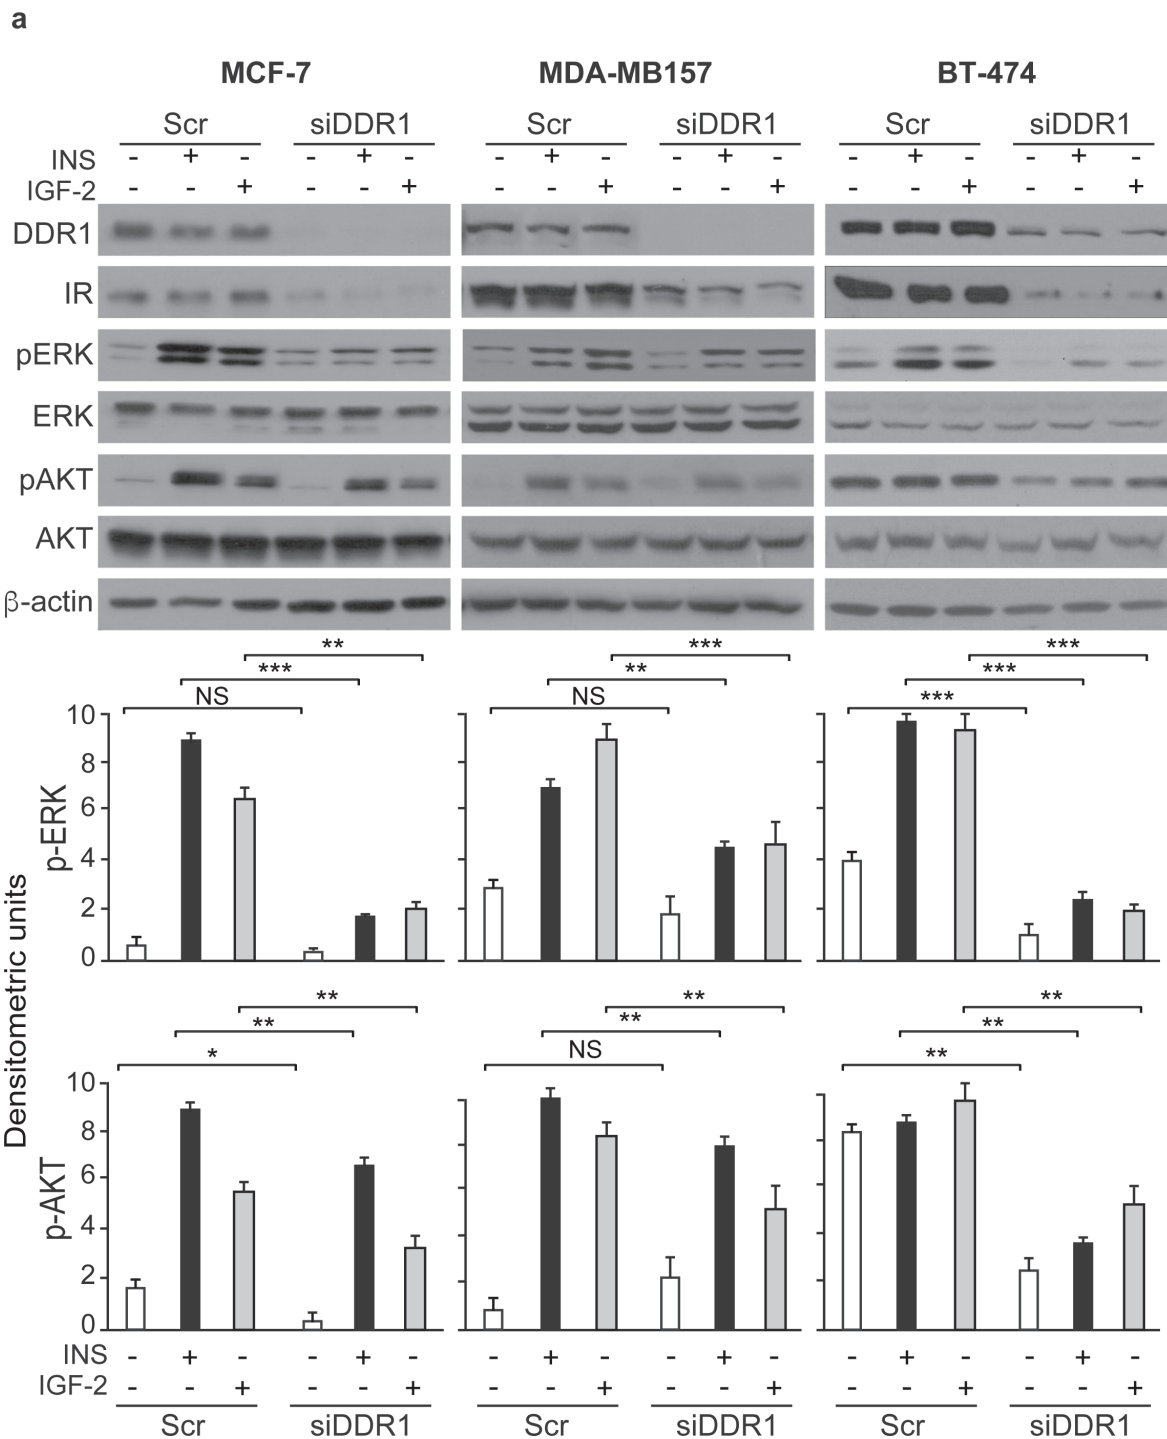 a
MCF-7 MDA-MB157 BT-474
Scr siDDR1 Scr siDDR1 Scr siDDR1
INS - + - - + - - + - - + - - + - - + -
IGF-2 - - + - - + - - + - - + - - + - - +
DDR1
IR
pERK
ERK
pAKT
AKT
β-actin
** *** ***
*** ** ***
NS NS ***
10
8
6
4
2
0
p-ERK
Densitometric units
** ** **
** ** **
* NS **
10
8
6
4
2
0
p-AKT
INS - + - - + - - + - - + - - + - - + -
IGF-2 - - + - - + - - + - - + - - + - - +
Scr siDDR1 Scr siDDR1 Scr siDDR1